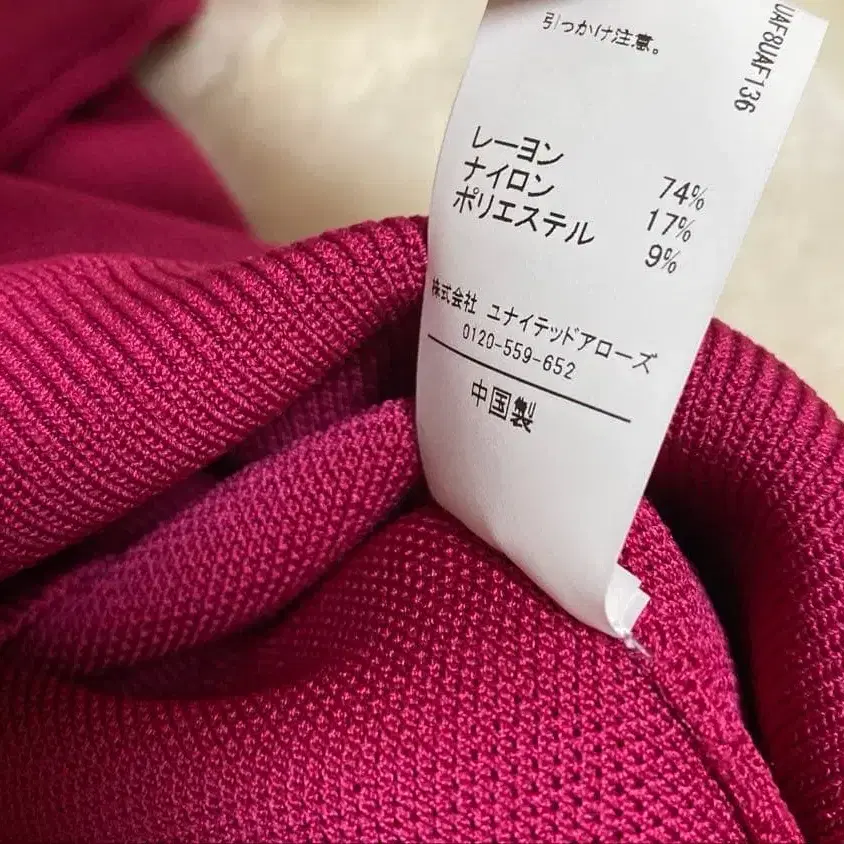 引っかけ注意。
UAF8UAF136
レーヨン 74%
ナイロン 17%
ポリエステル 9%
株式会社 ユナイテッドアローズ
0120-559-652
中国製